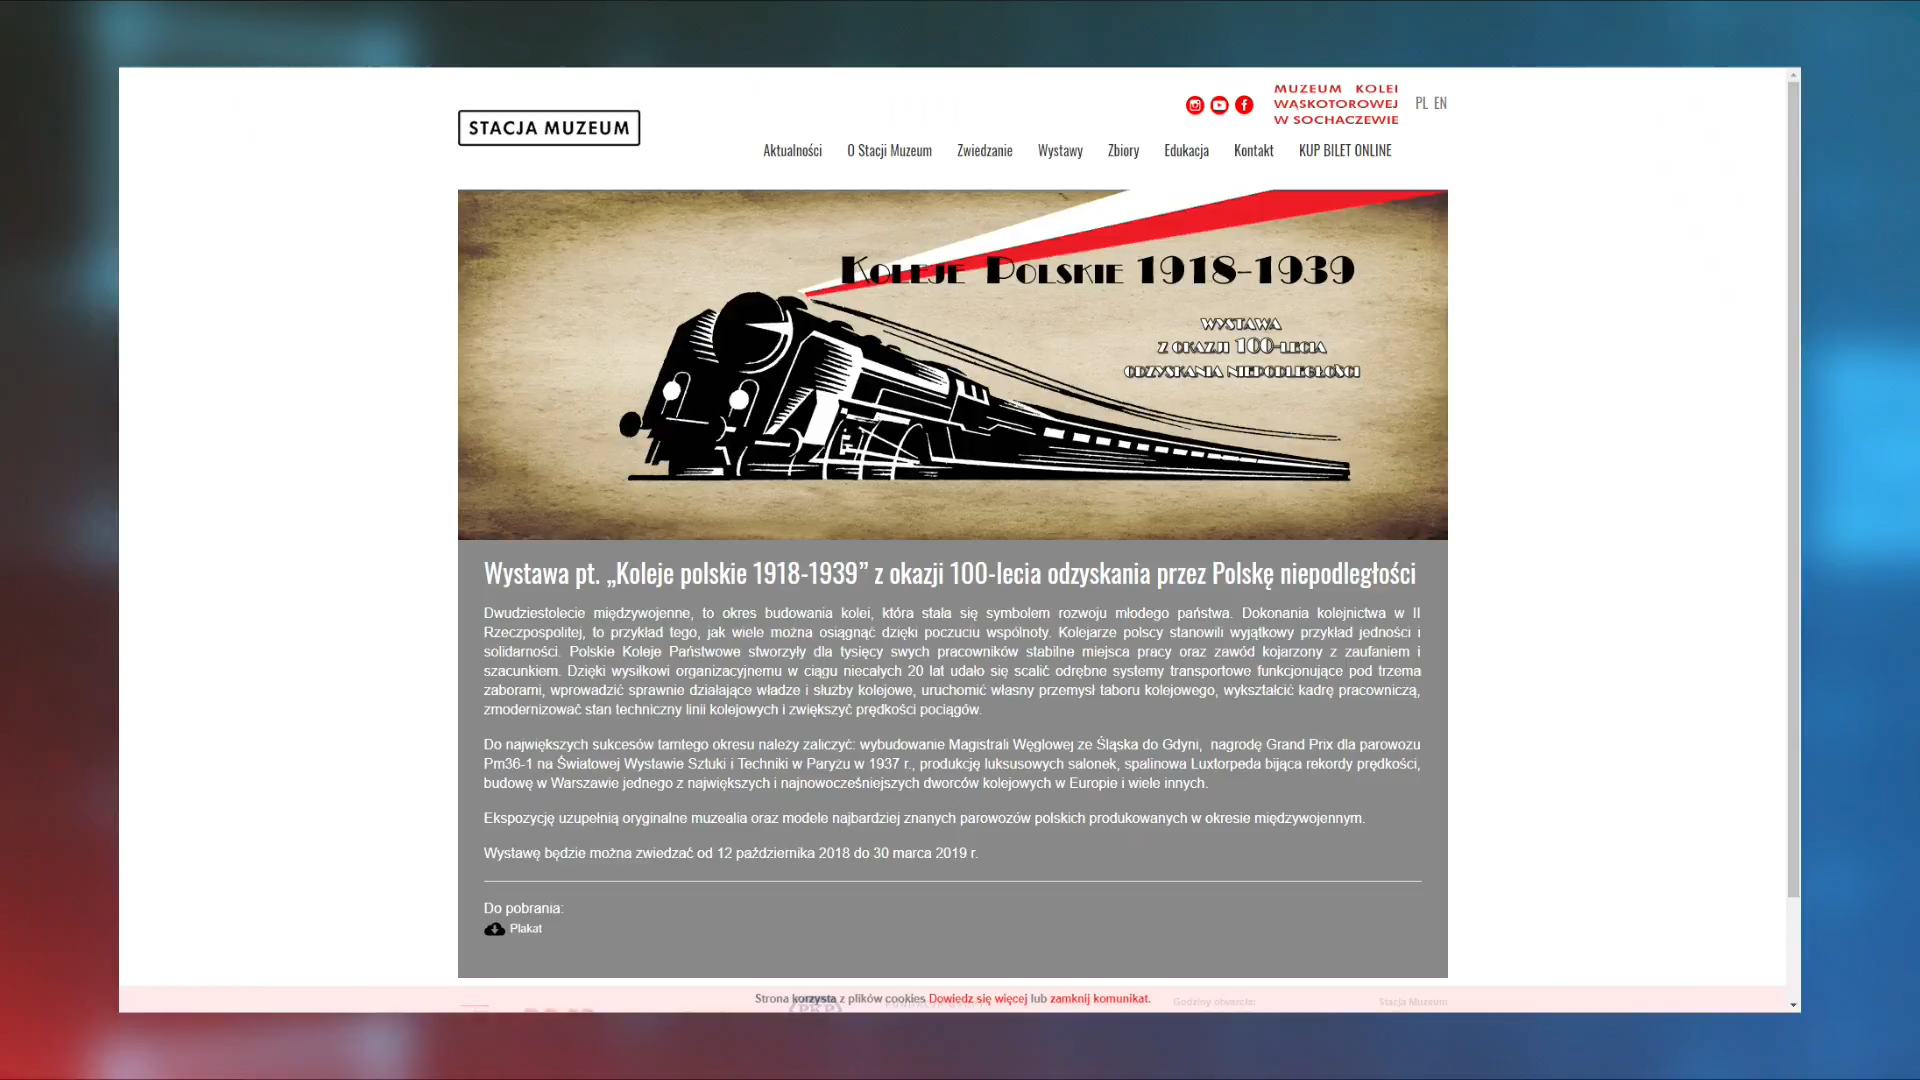 STACJA MUZEUM
MUZEUM KOLEI
WĄSKOTOROWEJ
W SOCHACZEWIE
PL EN
Aktualności O Stacji Muzeum Zwiedzanie Wystawy Zbiory Edukacja Kontakt KUP BILET ONLINE
KOLEJE POLSKIE 1918-1939
WYSTAWA
Z OKAZJI 100-LECIA
ODZYSKANIA NIEPODLEGŁOŚCI
Wystawa pt. „Koleje polskie 1918-1939” z okazji 100-lecia odzyskania przez Polskę niepodległości
Dwudziestolecie międzywojenne, to okres budowania kolei, która stała się symbolem rozwoju młodego państwa. Dokonania kolejnictwa w II
Rzeczpospolitej, to przykład tego, jak wiele można osiągnąć dzięki poczuciu wspólnoty. Kolejarze polscy stanowili wyjątkowy przykład jedności i
solidarności. Polskie Koleje Państwowe stworzyły dla tysięcy swych pracowników stabilne miejsca pracy oraz zawód kojarzony z zaufaniem i
szacunkiem. Dzięki wysiłkowi organizacyjnemu w ciągu niecałych 20 lat udało się scalić odrębne systemy transportowe funkcjonujące pod trzema
zaborami, wprowadzić sprawnie działające władze i służby kolejowe, uruchomić własny przemysł taboru kolejowego, wykształcić kadrę pracowniczą,
zmodernizować stan techniczny linii kolejowych i zwiększyć prędkości pociągów.
Do największych sukcesów tamtego okresu należy zaliczyć: wybudowanie Magistrali Węglowej ze Śląska do Gdyni, nagrodę Grand Prix dla parowozu
Pm36-1 na Światowej Wystawie Sztuki i Techniki w Paryżu w 1937 r., produkcję luksusowych salonek, spalinowa Luxtorpeda bijąca rekordy prędkości,
budowę w Warszawie jednego z największych i najnowocześniejszych dworców kolejowych w Europie i wiele innych.
Ekspozycję uzupełnią oryginalne muzealia oraz modele najbardziej znanych parowozów polskich produkowanych w okresie międzywojennym.
Wystawę będzie można zwiedzać od 12 października 2018 do 30 marca 2019 r.
Do pobrania:
Plakat
Strona korzysta z plików cookies Dowiedz się więcej lub zamknij komunikat.
Godziny otwarcia: Stacja Muzeum
PKP